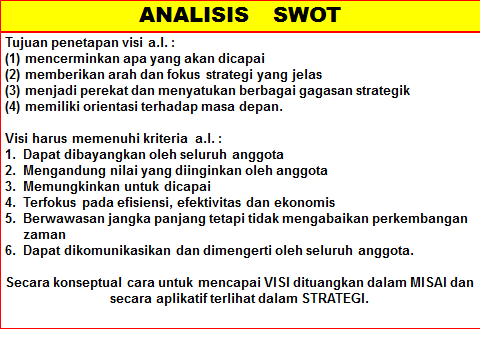 ANALISIS SWOT
Tujuan penetapan visi a.l. :
(1) mencerminkan apa yang akan dicapai
(2) memberikan arah dan fokus strategi yang jelas
(3) menjadi perekat dan menyatukan berbagai gagasan strategik
(4) memiliki orientasi terhadap masa depan.
Visi harus memenuhi kriteria a.l. :
1. Dapat dibayangkan oleh seluruh anggota
2. Mengandung nilai yang diinginkan oleh anggota
3. Memungkinkan untuk dicapai
4. Terfokus pada efisiensi, efektivitas dan ekonomis
5. Berwawasan jangka panjang tetapi tidak mengabaikan perkembangan
zaman
6. Dapat dikomunikasikan dan dimengerti oleh seluruh anggota.
Secara konseptual cara untuk mencapai VISI dituangkan dalam MISAI dan
secara aplikatif terlihat dalam STRATEGI.